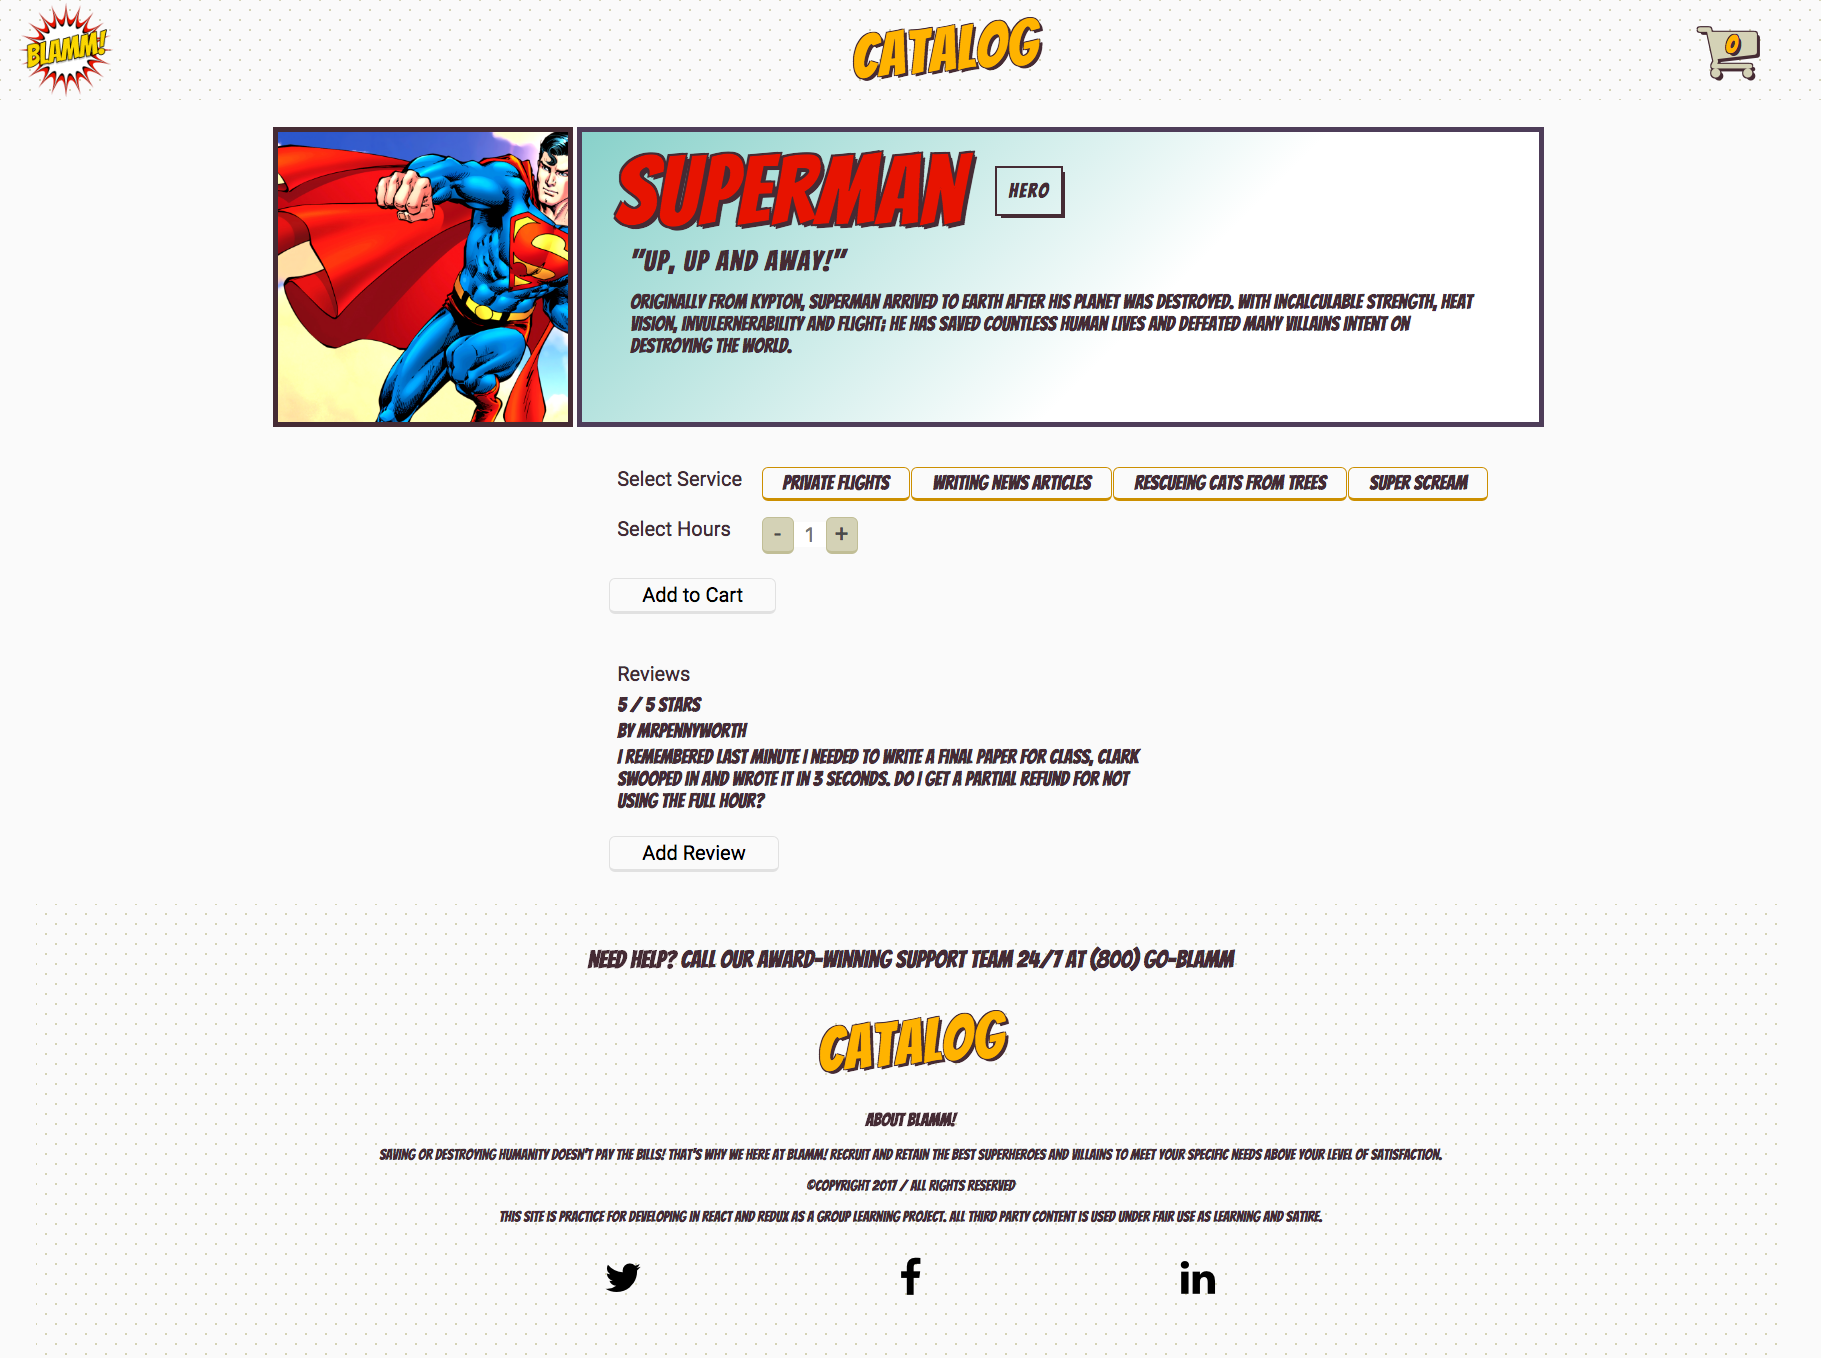 BLAMM!
CATALOG
0
SUPERMAN
HERO
"UP, UP AND AWAY!"
ORIGINALLY FROM KYPTON, SUPERMAN ARRIVED TO EARTH AFTER HIS PLANET WAS DESTROYED. WITH INCALCULABLE STRENGTH, HEAT
VISION, INVULERNERABILITY AND FLIGHT; HE HAS SAVED COUNTLESS HUMAN LIVES AND DEFEATED MANY VILLAINS INTENT ON
DESTROYING THE WORLD.
Select Service PRIVATE FLIGHTS WRITING NEWS ARTICLES RESCUEING CATS FROM TREES SUPER SCREAM
Select Hours - 1 +
Add to Cart
Reviews
5 / 5 STARS
BY MRPENNYWORTH
I REMEMBERED LAST MINUTE I NEEDED TO WRITE A FINAL PAPER FOR CLASS, CLARK
SWOOPED IN AND WROTE IT IN 3 SECONDS. DO I GET A PARTIAL REFUND FOR NOT
USING THE FULL HOUR?
Add Review
NEED HELP? CALL OUR AWARD-WINNING SUPPORT TEAM 24/7 AT (800) GO-BLAMM
CATALOG
ABOUT BLAMM!
SAVING OR DESTROYING HUMANITY DOESN'T PAY THE BILLS! THAT'S WHY WE HERE AT BLAMM! RECRUIT AND RETAIN THE BEST SUPERHEROES AND VILLAINS TO MEET YOUR SPECIFIC NEEDS ABOVE YOUR LEVEL OF SATISFACTION.
©COPYRIGHT 2017 / ALL RIGHTS RESERVED
THIS SITE IS PRACTICE FOR DEVELOPING IN REACT AND REDUX AS A GROUP LEARNING PROJECT. ALL THIRD PARTY CONTENT IS USED UNDER FAIR USE AS LEARNING AND SATIRE.